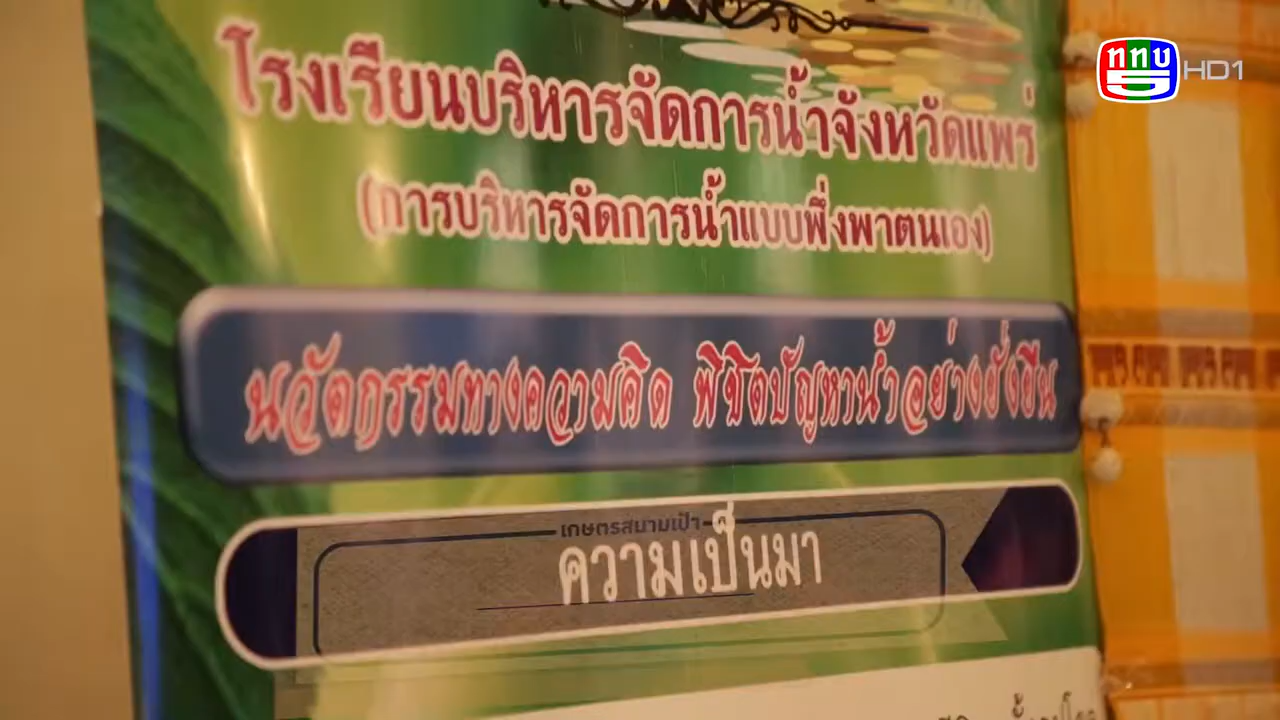 ททบ HD1
โรงเรียนบริหารจัดการน้ำจังหวัดแพร่
(การบริหารจัดการน้ำแบบพึ่งพาตนเอง)
นวัตกรรมทางความคิด พิชิตปัญหาน้ำอย่างยั่งยืน
เกษตรสนามเป้า
ความเป็นมา